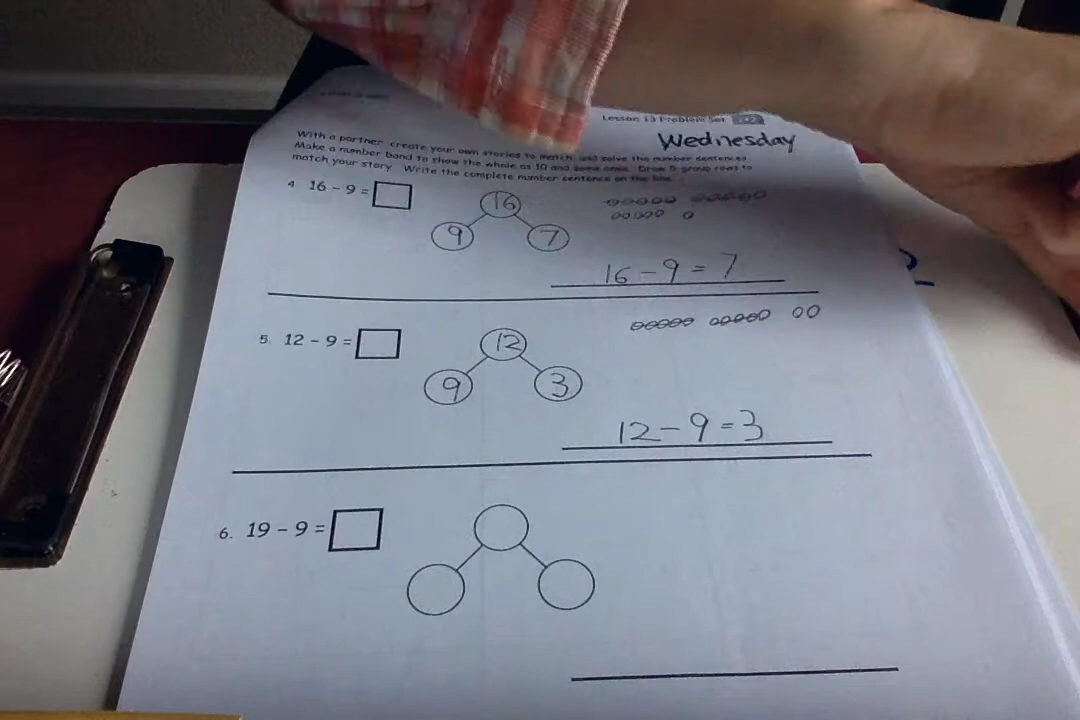 Lesson 13 Problem Set
Wednesday
With a partner, create your own stories to match, and solve the number sentences.
Make a number bond to show the whole as 10 and some ones. Draw 5-group rows to
match your story. Write the complete number sentence on the line.
4. 16 - 9 =
16
9 7
16 - 9 = 7
5. 12 - 9 =
12
9 3
12 - 9 = 3
6. 19 - 9 =